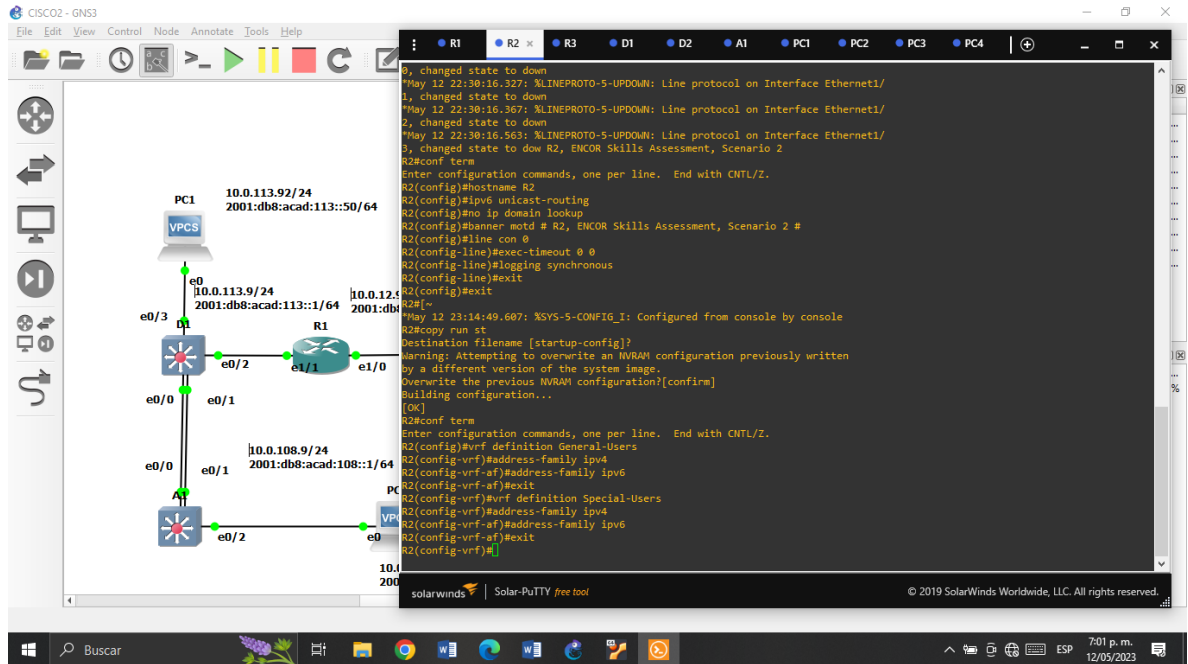 CISCO2 - GNS3
File Edit View Control Node Annotate Tools Help
R1
R2 ×
R3
D1
D2
A1
PC1
PC2
PC3
PC4
0, changed state to down
*May 12 22:30:16.327: %LINEPROTO-5-UPDOWN: Line protocol on Interface Ethernet1/
1, changed state to down
*May 12 22:30:16.367: %LINEPROTO-5-UPDOWN: Line protocol on Interface Ethernet1/
2, changed state to down
*May 12 22:30:16.563: %LINEPROTO-5-UPDOWN: Line protocol on Interface Ethernet1/
3, changed state to dow R2, ENCOR Skills Assessment, Scenario 2
R2#conf term
Enter configuration commands, one per line.  End with CNTL/Z.
R2(config)#hostname R2
R2(config)#ipv6 unicast-routing
R2(config)#no ip domain lookup
R2(config)#banner motd # R2, ENCOR Skills Assessment, Scenario 2 #
R2(config)#line con 0
R2(config-line)#exec-timeout 0 0
R2(config-line)#logging synchronous
R2(config-line)#exit
R2(config)#exit
R2#[~
*May 12 23:14:49.607: %SYS-5-CONFIG_I: Configured from console by console
R2#copy run st
Destination filename [startup-config]?
Warning: Attempting to overwrite an NVRAM configuration previously written
by a different version of the system image.
Overwrite the previous NVRAM configuration?[confirm]
Building configuration...
[OK]
R2#conf term
Enter configuration commands, one per line.  End with CNTL/Z.
R2(config)#vrf definition General-Users
R2(config-vrf)#address-family ipv4
R2(config-vrf-af)#address-family ipv6
R2(config-vrf-af)#exit
R2(config-vrf)#vrf definition Special-Users
R2(config-vrf)#address-family ipv4
R2(config-vrf-af)#address-family ipv6
R2(config-vrf-af)#exit
R2(config-vrf)#
solarwinds | Solar-PuTTY free tool
© 2019 SolarWinds Worldwide, LLC. All rights reserved.
10.0.113.92/24
2001:db8:acad:113::50/64
PC1
VPCS
e0
10.0.113.9/24
2001:db8:acad:113::1/64
10.0.12.9
2001:db
e0/3
D1
R1
e0/2
e1/1
e1/0
e0/0
e0/1
10.0.108.9/24
2001:db8:acad:108::1/64
e0/0
e0/1
A1
PC
VPC
e0/2
e0
10.0
200
%
Buscar
ESP
7:01 p. m.
12/05/2023